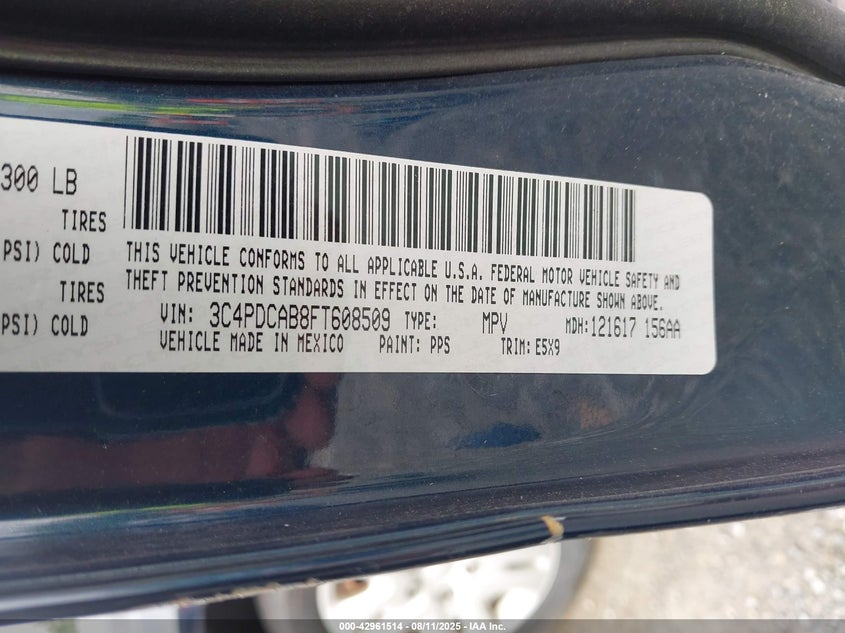 300 LB
TIRES
PSI) COLD
TIRES
PSI) COLD
THIS VEHICLE CONFORMS TO ALL APPLICABLE U.S.A. FEDERAL MOTOR VEHICLE SAFETY AND
THEFT PREVENTION STANDARDS IN EFFECT ON THE DATE OF MANUFACTURE SHOWN ABOVE.
VIN: 3C4PDCAB8FT608509 TYPE: MPV MDH:121617 156AA
VEHICLE MADE IN MEXICO PAINT: PPS TRIM: E5X9
000-42961514 - 08/11/2025 - IAA Inc.